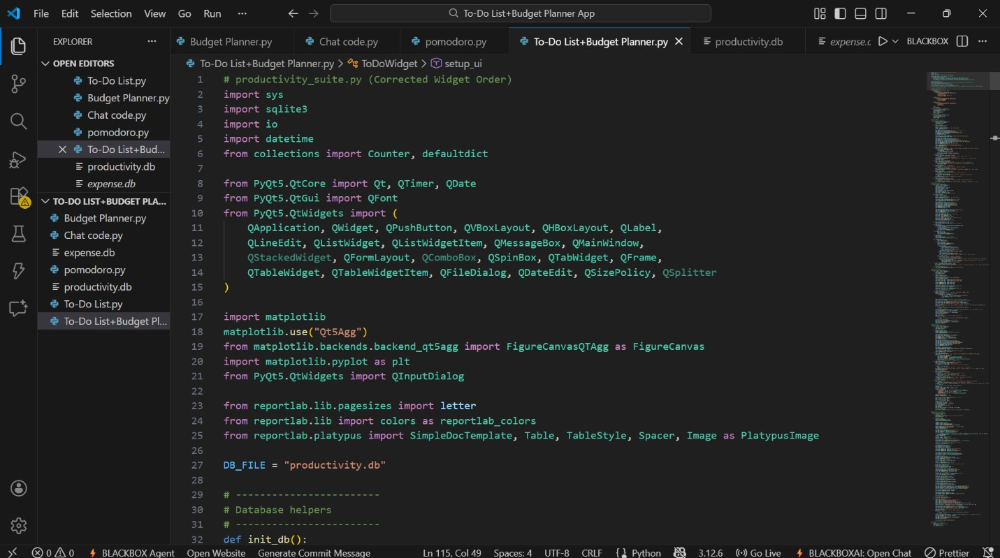 File Edit Selection View Go Run ··· To-Do List+Budget Planner App
EXPLORER ···
OPEN EDITORS
To-Do List.py
Budget Planner.py
Chat code.py
pomodoro.py
To-Do List+Bud...
productivity.db
expense.db
TO-DO LIST+BUDGET PLA...
Budget Planner.py
Chat code.py
expense.db
pomodoro.py
productivity.db
To-Do List.py
To-Do List+Budget Pl...
Budget Planner.py Chat code.py pomodoro.py To-Do List+Budget Planner.py productivity.db expense.c BLACKBOX ···
To-Do List+Budget Planner.py > ToDoWidget > setup_ui
1 # productivity_suite.py (Corrected Widget Order)
2 import sys
3 import sqlite3
4 import io
5 import datetime
6 from collections import Counter, defaultdict
7
8 from PyQt5.QtCore import Qt, QTimer, QDate
9 from PyQt5.QtGui import QFont
10 from PyQt5.QtWidgets import (
11 QApplication, QWidget, QPushButton, QVBoxLayout, QHBoxLayout, QLabel,
12 QLineEdit, QListWidget, QListWidgetItem, QMessageBox, QMainWindow,
13 QStackedWidget, QFormLayout, QComboBox, QSpinBox, QTabWidget, QFrame,
14 QTableWidget, QTableWidgetItem, QFileDialog, QDateEdit, QSizePolicy, QSplitter
15 )
16
17 import matplotlib
18 matplotlib.use("Qt5Agg")
19 from matplotlib.backends.backend_qt5agg import FigureCanvasQTAgg as FigureCanvas
20 import matplotlib.pyplot as plt
21 from PyQt5.QtWidgets import QInputDialog
22
23 from reportlab.lib.pagesizes import letter
24 from reportlab.lib import colors as reportlab_colors
25 from reportlab.platypus import SimpleDocTemplate, Table, TableStyle, Spacer, Image as PlatypusImage
26
27 DB_FILE = "productivity.db"
28
29 # ------------------------
30 # Database helpers
31 # ------------------------
32 def init_db():
0 0 BLACKBOX Agent Open Website Generate Commit Message Ln 115, Col 49 Spaces: 4 UTF-8 CRLF {} Python 3.12.6 Go Live BLACKBOXAI: Open Chat Prettier